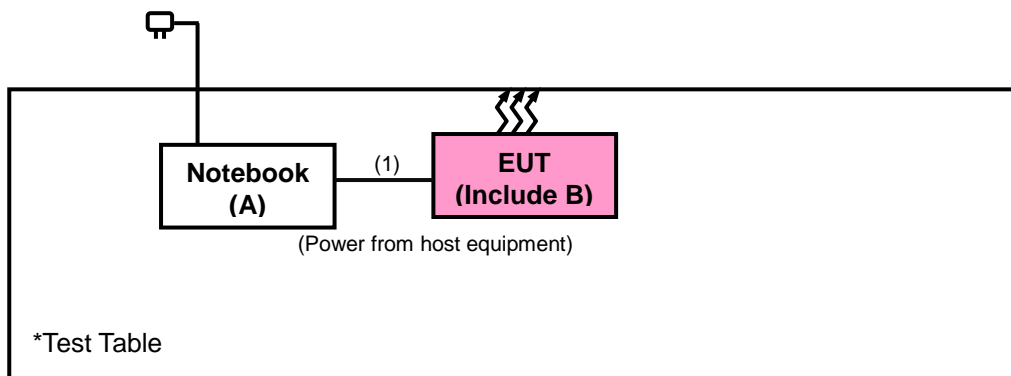 Notebook
(A)
(1)
EUT
(Include B)
(Power from host equipment)
*Test Table